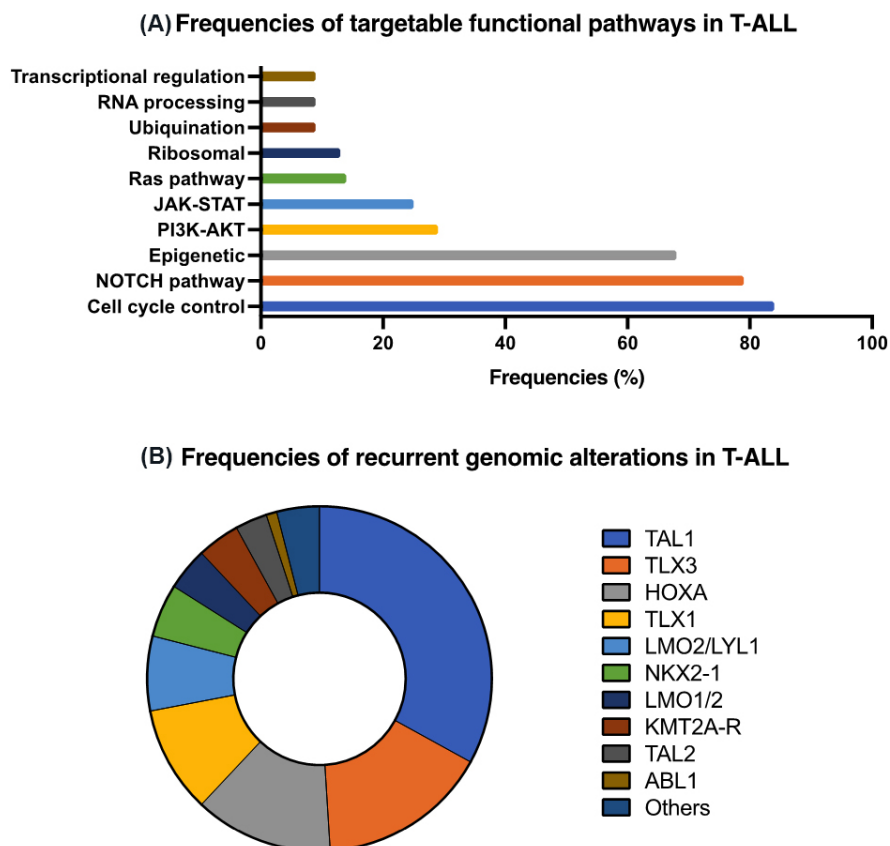 (A) Frequencies of targetable functional pathways in T-ALL
Transcriptional regulation
RNA processing
Ubiquination
Ribosomal
Ras pathway
JAK-STAT
PI3K-AKT
Epigenetic
NOTCH pathway
Cell cycle control
0 20 40 60 80 100
Frequencies (%)
(B) Frequencies of recurrent genomic alterations in T-ALL
TAL1
TLX3
HOXA
TLX1
LMO2/LYL1
NKX2-1
LMO1/2
KMT2A-R
TAL2
ABL1
Others